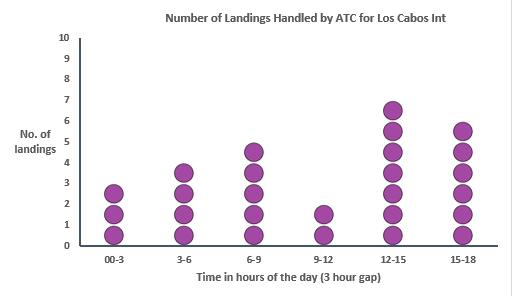 Number of Landings Handled by ATC for Los Cabos Int
10
9
8
7
6
5
4
3
2
1
0
No. of
landings
00-3 3-6 6-9 9-12 12-15 15-18
Time in hours of the day (3 hour gap)